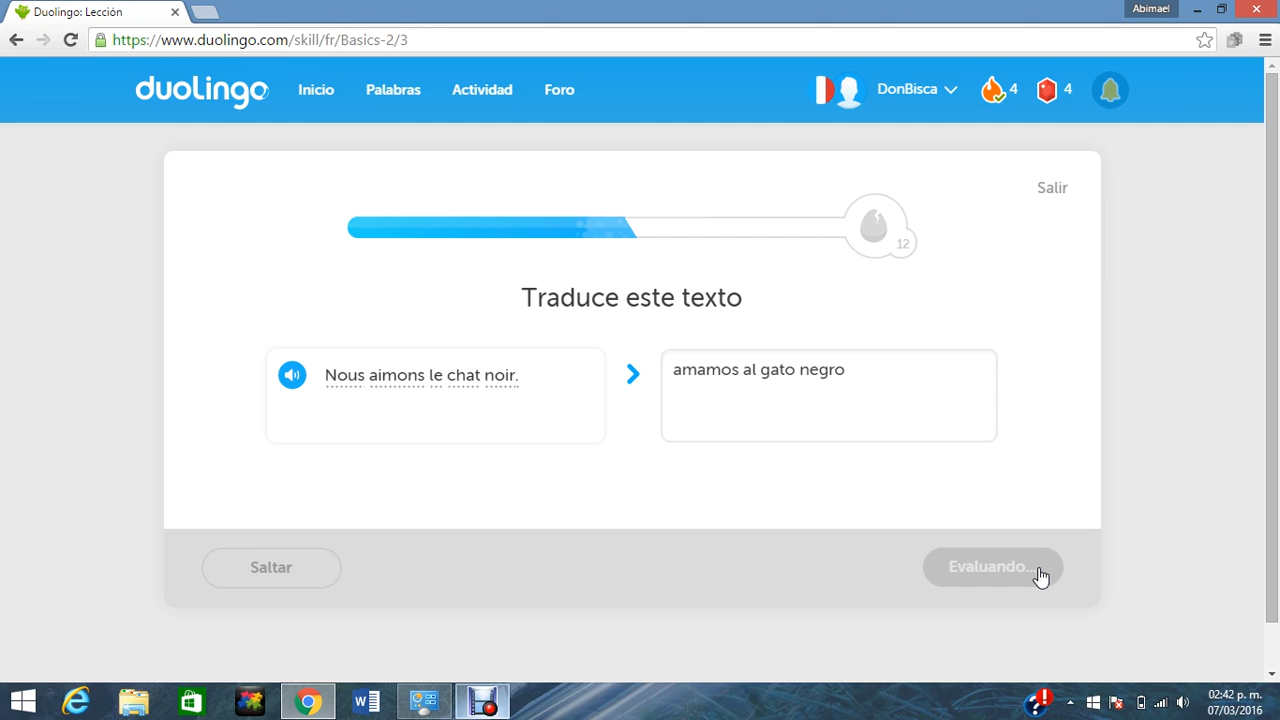 Duolingo: Lección
Abimael
https://www.duolingo.com/skill/fr/Basics-2/3
duolingo
Inicio
Palabras
Actividad
Foro
DonBisca
4
4
Salir
12
Traduce este texto
Nous aimons le chat noir.
amamos al gato negro
Saltar
Evaluando...
02:42 p. m.
07/03/2016